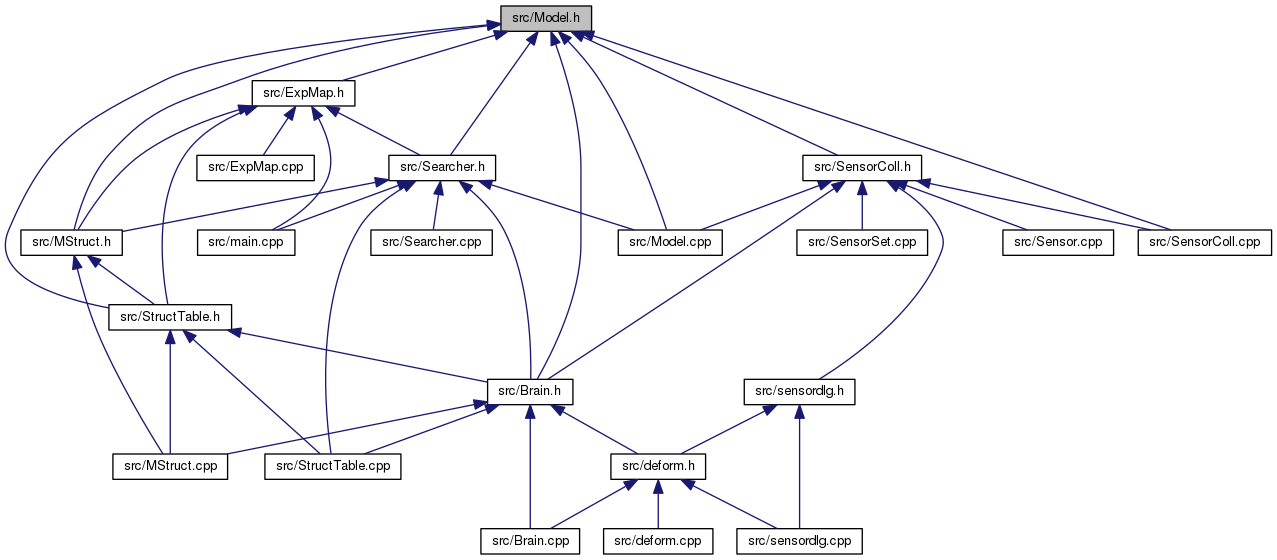 src/Model.h
src/ExpMap.h
src/ExpMap.cpp
src/Searcher.h
src/SensorColl.h
src/MStruct.h
src/main.cpp
src/Searcher.cpp
src/Model.cpp
src/SensorSet.cpp
src/Sensor.cpp
src/SensorColl.cpp
src/StructTable.h
src/Brain.h
src/sensordlg.h
src/MStruct.cpp
src/StructTable.cpp
src/deform.h
src/Brain.cpp
src/deform.cpp
src/sensordlg.cpp